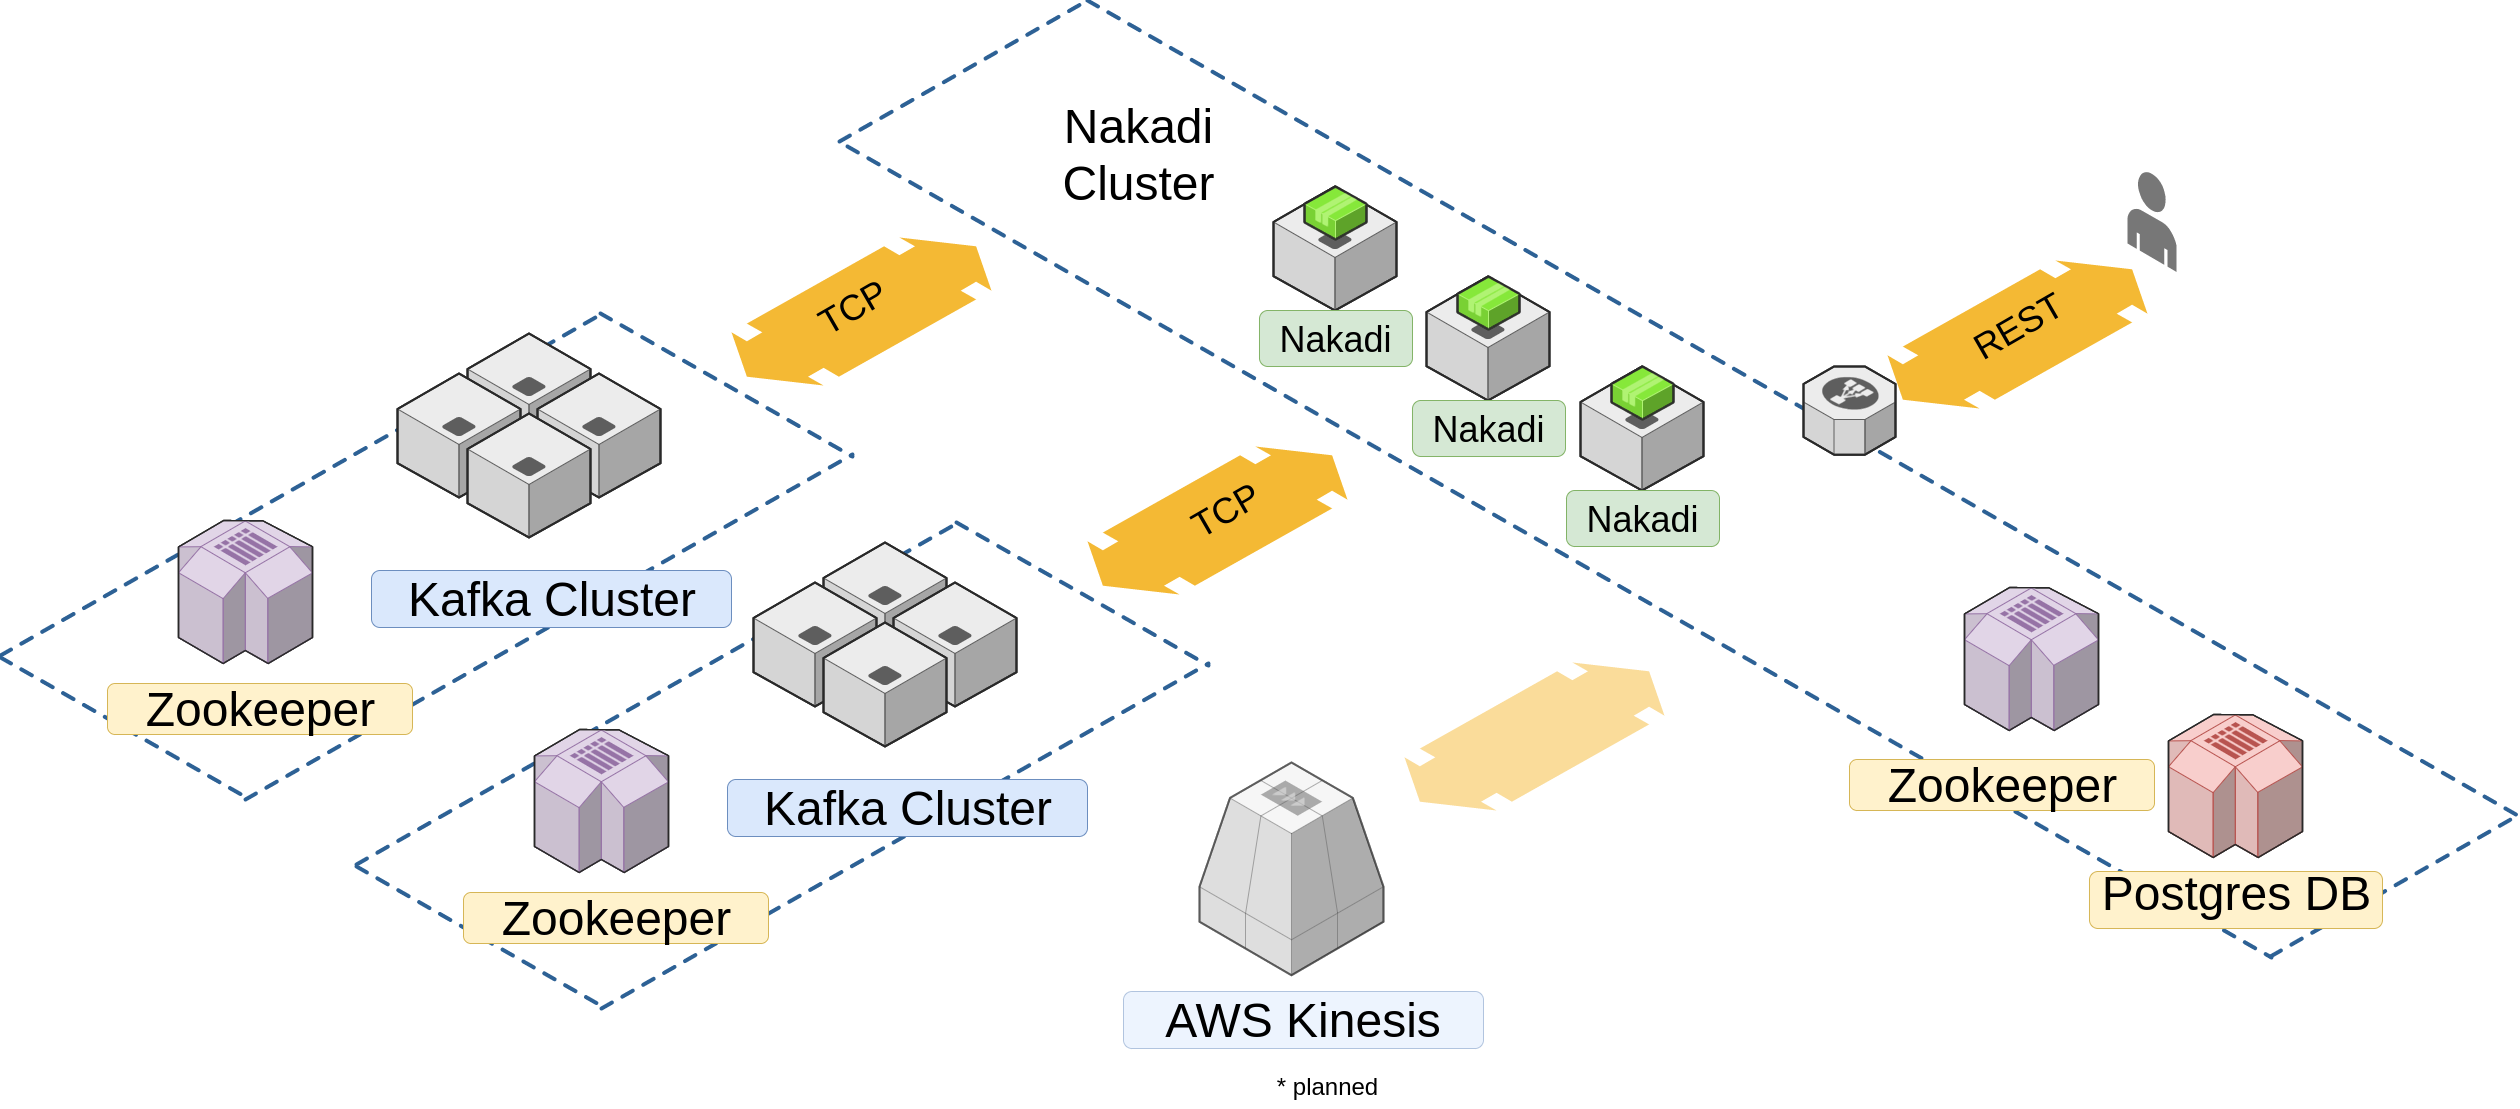 Nakadi
Cluster
TCP
REST
Nakadi
Nakadi
Nakadi
TCP
Kafka Cluster
Zookeeper
Kafka Cluster
Zookeeper
Zookeeper
Postgres DB
AWS Kinesis
* planned